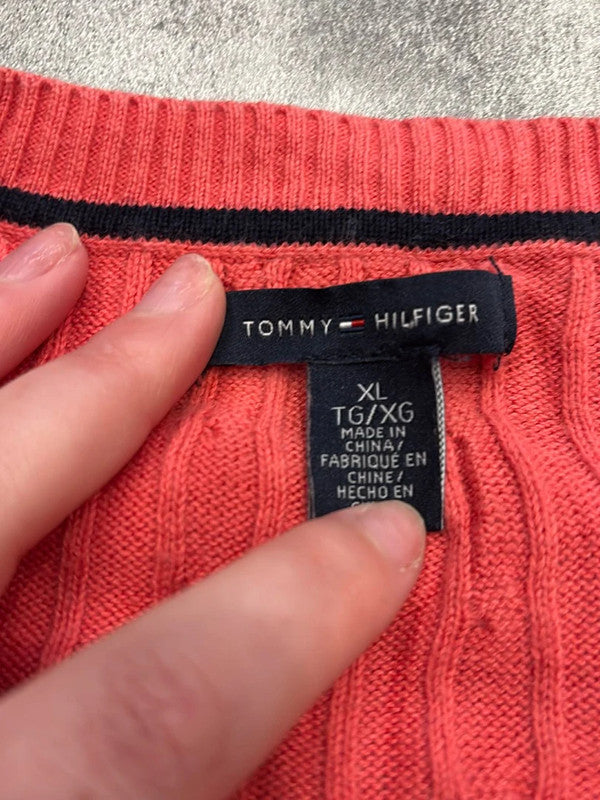 TOMMY HILFIGER
XL
TG/XG
MADE IN
CHINA/
FABRIQUÉ EN
CHINE/
HECHO EN